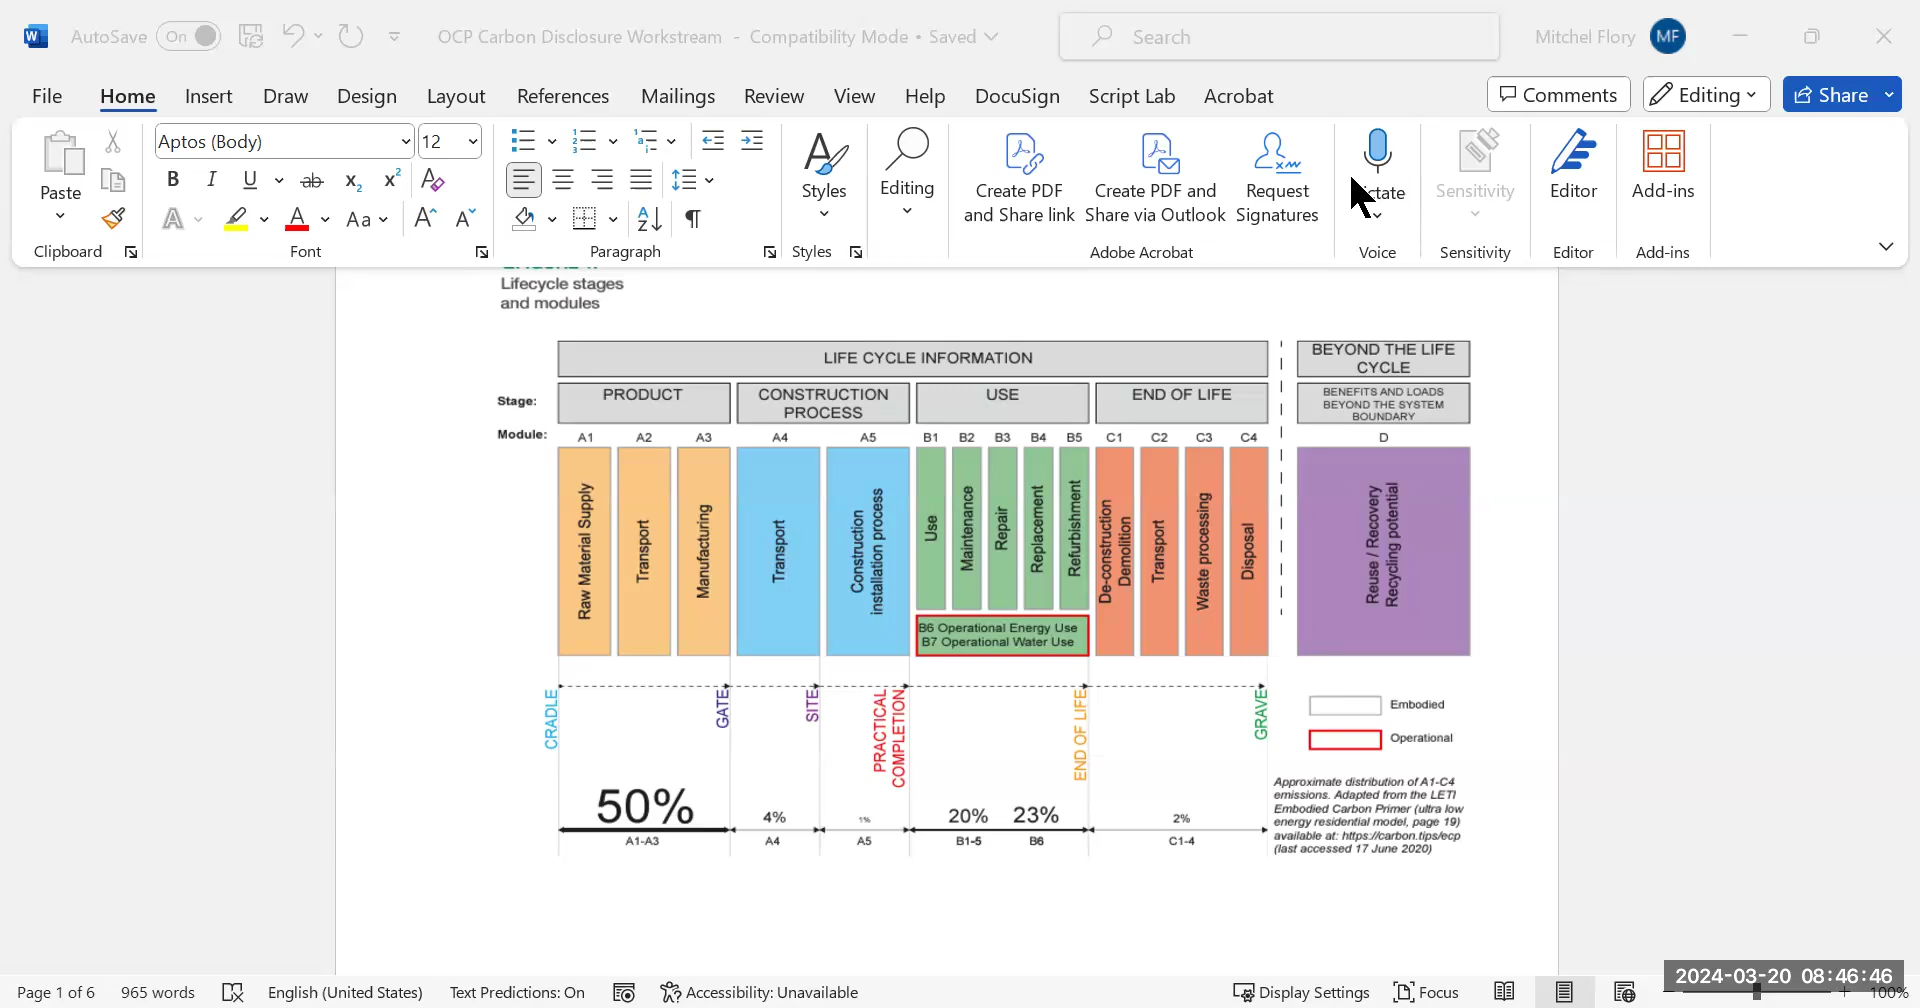 AutoSave On OCP Carbon Disclosure Workstream - Compatibility Mode • Saved Search Mitchel Flory MF
File Home Insert Draw Design Layout References Mailings Review View Help DocuSign Script Lab Acrobat Comments Editing Share
Aptos (Body) 12
Paste
B I U ab x₂ x² A
A A Aa A A
Styles
Editing
Create PDF and Share link
Create PDF and Share via Outlook
Request Signatures
Sensitivity
Editor
Add-ins
Clipboard Font Paragraph Styles Adobe Acrobat Voice Sensitivity Editor Add-ins
Lifecycle stages
and modules
LIFE CYCLE INFORMATION
BEYOND THE LIFE
CYCLE
Stage:
PRODUCT
CONSTRUCTION
PROCESS
USE
END OF LIFE
BENEFITS AND LOADS
BEYOND THE SYSTEM
BOUNDARY
Module: A1 A2 A3 A4 A5 B1 B2 B3 B4 B5 C1 C2 C3 C4 D
Raw Material Supply
Transport
Manufacturing
Transport
Construction
installation process
Use
Maintenance
Repair
Replacement
Refurbishment
De-construction
Demolition
Transport
Waste processing
Disposal
Reuse / Recovery
Recycling potential
B6 Operational Energy Use
B7 Operational Water Use
CRADLE
GATE
SITE
PRACTICAL
COMPLETION
END OF LIFE
GRAVE
Embodied
Operational
50% 4% 1% 20% 23% 2%
A1-A3 A4 A5 B1-5 B6 C1-4
Approximate distribution of A1-C4
emissions. Adapted from the LETI
Embodied Carbon Primer (ultra low
energy residential model, page 19)
available at: https://carbon.tips/ecp
(last accessed 17 June 2020)
2024-03-20 08:46:46
Page 1 of 6 965 words English (United States) Text Predictions: On Accessibility: Unavailable Display Settings Focus 100%